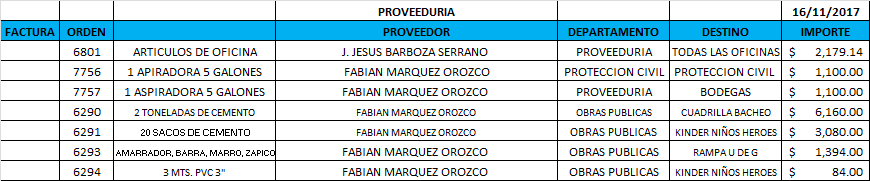 PROVEEDURIA 16/11/2017
FACTURA ORDEN PROVEEDOR DEPARTAMENTO DESTINO IMPORTE
6801 ARTICULOS DE OFICINA J. JESUS BARBOZA SERRANO PROVEEDURIA TODAS LAS OFICINAS $ 2,179.14
7756 1 APIRADORA 5 GALONES FABIAN MARQUEZ OROZCO PROTECCION CIVIL PROTECCION CIVIL $ 1,100.00
7757 1 ASPIRADORA 5 GALONES FABIAN MARQUEZ OROZCO PROVEEDURIA BODEGAS $ 1,100.00
6290 2 TONELADAS DE CEMENTO FABIAN MARQUEZ OROZCO OBRAS PUBLICAS CUADRILLA BACHEO $ 6,160.00
6291 20 SACOS DE CEMENTO FABIAN MARQUEZ OROZCO OBRAS PUBLICAS KINDER NIÑOS HEROES $ 3,080.00
6293 AMARRADOR, BARRA, MARRO, ZAPICO FABIAN MARQUEZ OROZCO OBRAS PUBLICAS RAMPA U DE G $ 1,394.00
6294 3 MTS. PVC 3" FABIAN MARQUEZ OROZCO OBRAS PUBLICAS KINDER NIÑOS HEROES $ 84.00